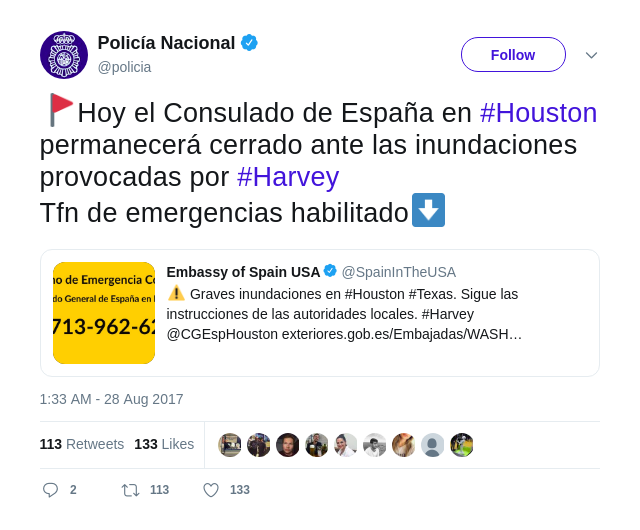 Policía Nacional
@policia
Follow
Hoy el Consulado de España en #Houston
permanecerá cerrado ante las inundaciones
provocadas por #Harvey
Tfn de emergencias habilitado
de Emergencia
General de España en
713-962-62
Embassy of Spain USA @SpainInTheUSA
Graves inundaciones en #Houston #Texas. Sigue las
instrucciones de las autoridades locales. #Harvey
@CGEspHouston exteriores.gob.es/Embajadas/WASH…
1:33 AM - 28 Aug 2017
113 Retweets 133 Likes
2 113 133